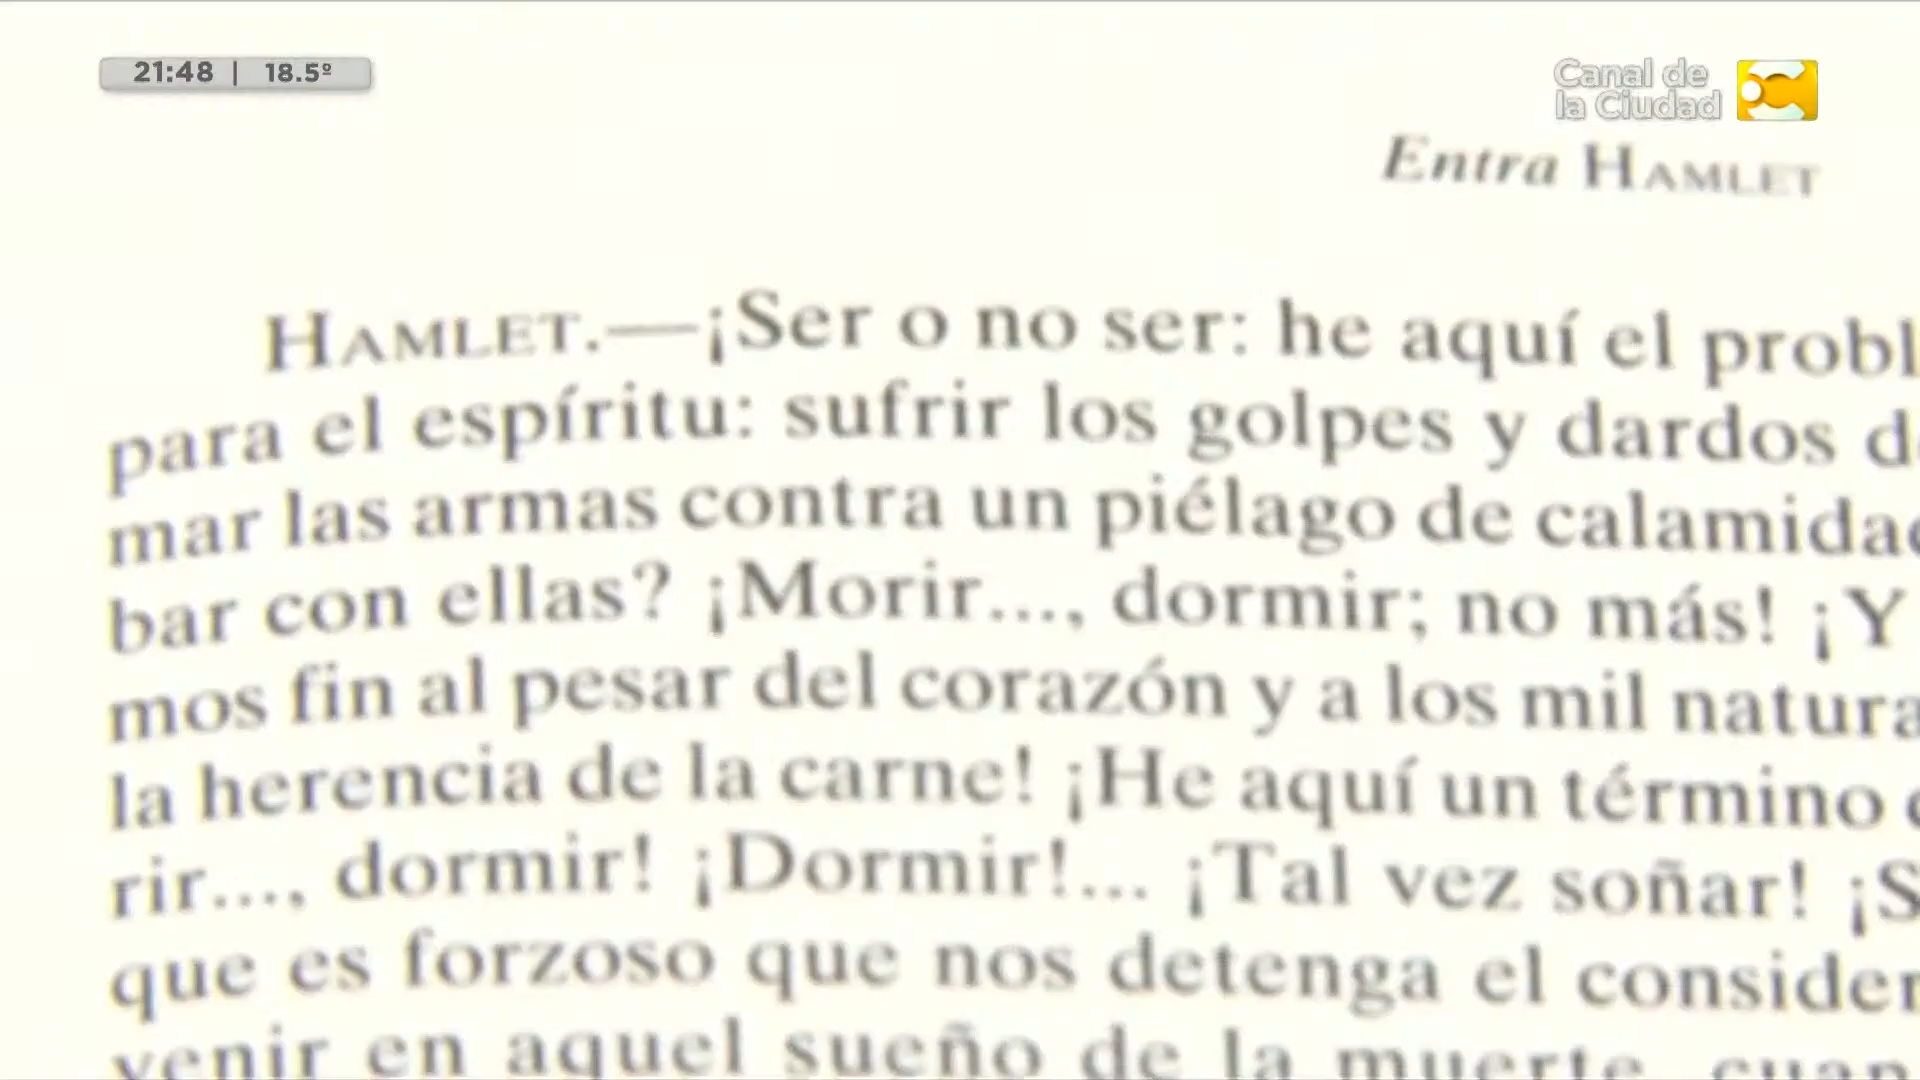 21:48 | 18.5º
Canal de
la Ciudad
Entra HAMLET
HAMLET.—¡Ser o no ser: he aquí el probl
para el espíritu: sufrir los golpes y dardos d
mar las armas contra un piélago de calamidad
bar con ellas? ¡Morir..., dormir; no más! ¡Y
mos fin al pesar del corazón y a los mil natura
la herencia de la carne! ¡He aquí un término
rir..., dormir! ¡Dormir!... ¡Tal vez soñar! ¡S
que es forzoso que nos detenga el consider
venir en aquel sueño de la muerte, cuan